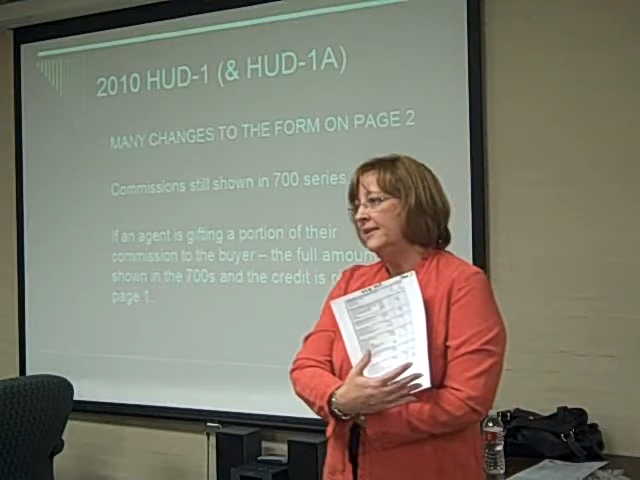 2010 HUD-1 (& HUD-1A)
MANY CHANGES TO THE FORM ON PAGE 2
Commissions still shown in 700 series
If an agent is gifting a portion of their
commission to the buyer – the full amoun
shown in the 700s and the credit is r
page 1.